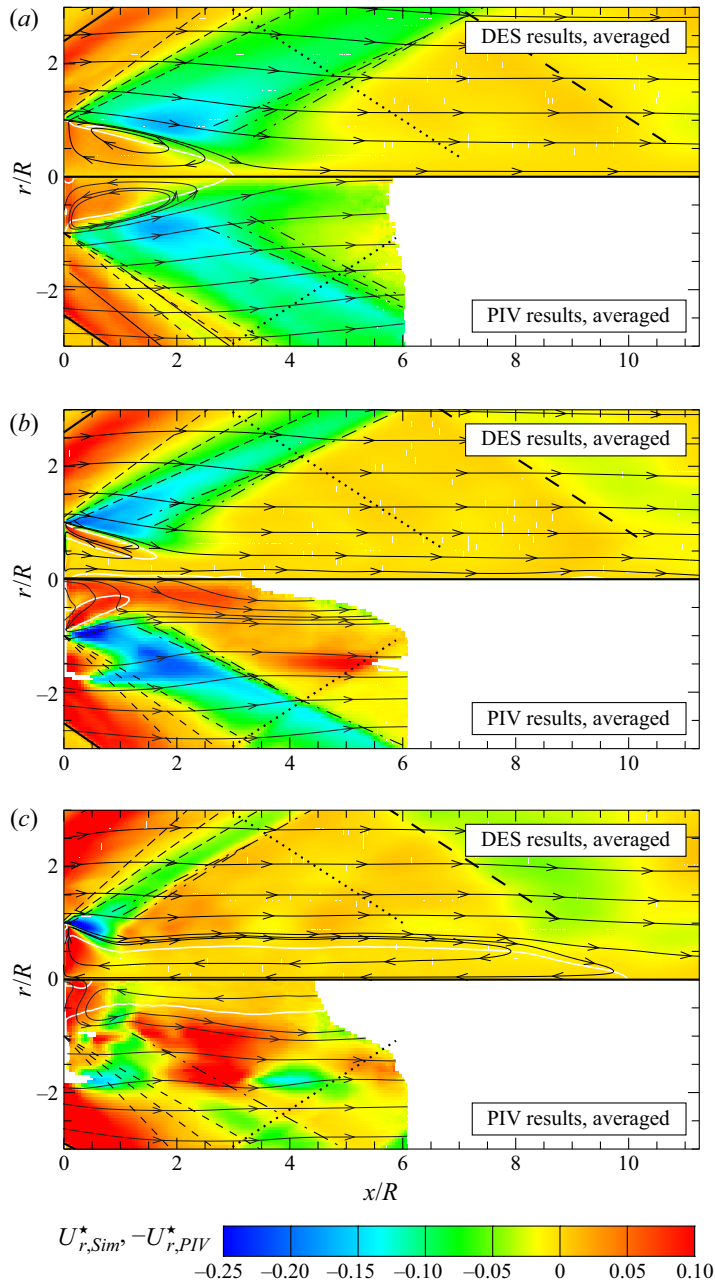 (a)
2
DES results, averaged
r/R
0
−2
PIV results, averaged
0 2 4 6 8 10
(b)
2
DES results, averaged
r/R
0
−2
PIV results, averaged
0 2 4 6 8 10
(c)
2
DES results, averaged
r/R
0
−2
PIV results, averaged
0 2 4 6 8 10
x/R
U★r,Sim, −U★r,PIV
−0.25 −0.20 −0.15 −0.10 −0.05 0 0.05 0.10